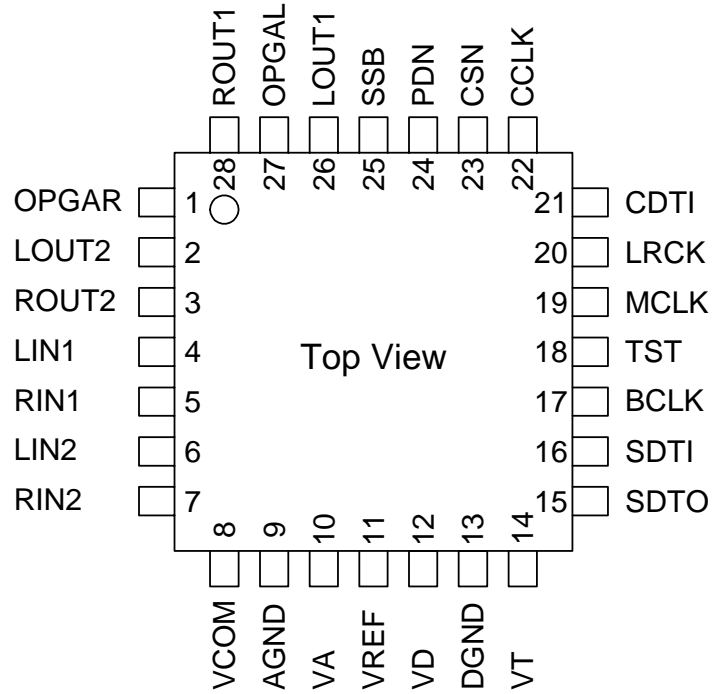 ROUT1 OPGAL LOUT1 SSB PDN CSN CCLK
28 27 26 25 24 23 22
OPGAR 1 21 CDTI
LOUT2 2 20 LRCK
ROUT2 3 19 MCLK
LIN1 4 Top View 18 TST
RIN1 5 17 BCLK
LIN2 6 16 SDTI
RIN2 7 15 SDTO
8 9 10 11 12 13 14
VCOM AGND VA VREF VD DGND VT